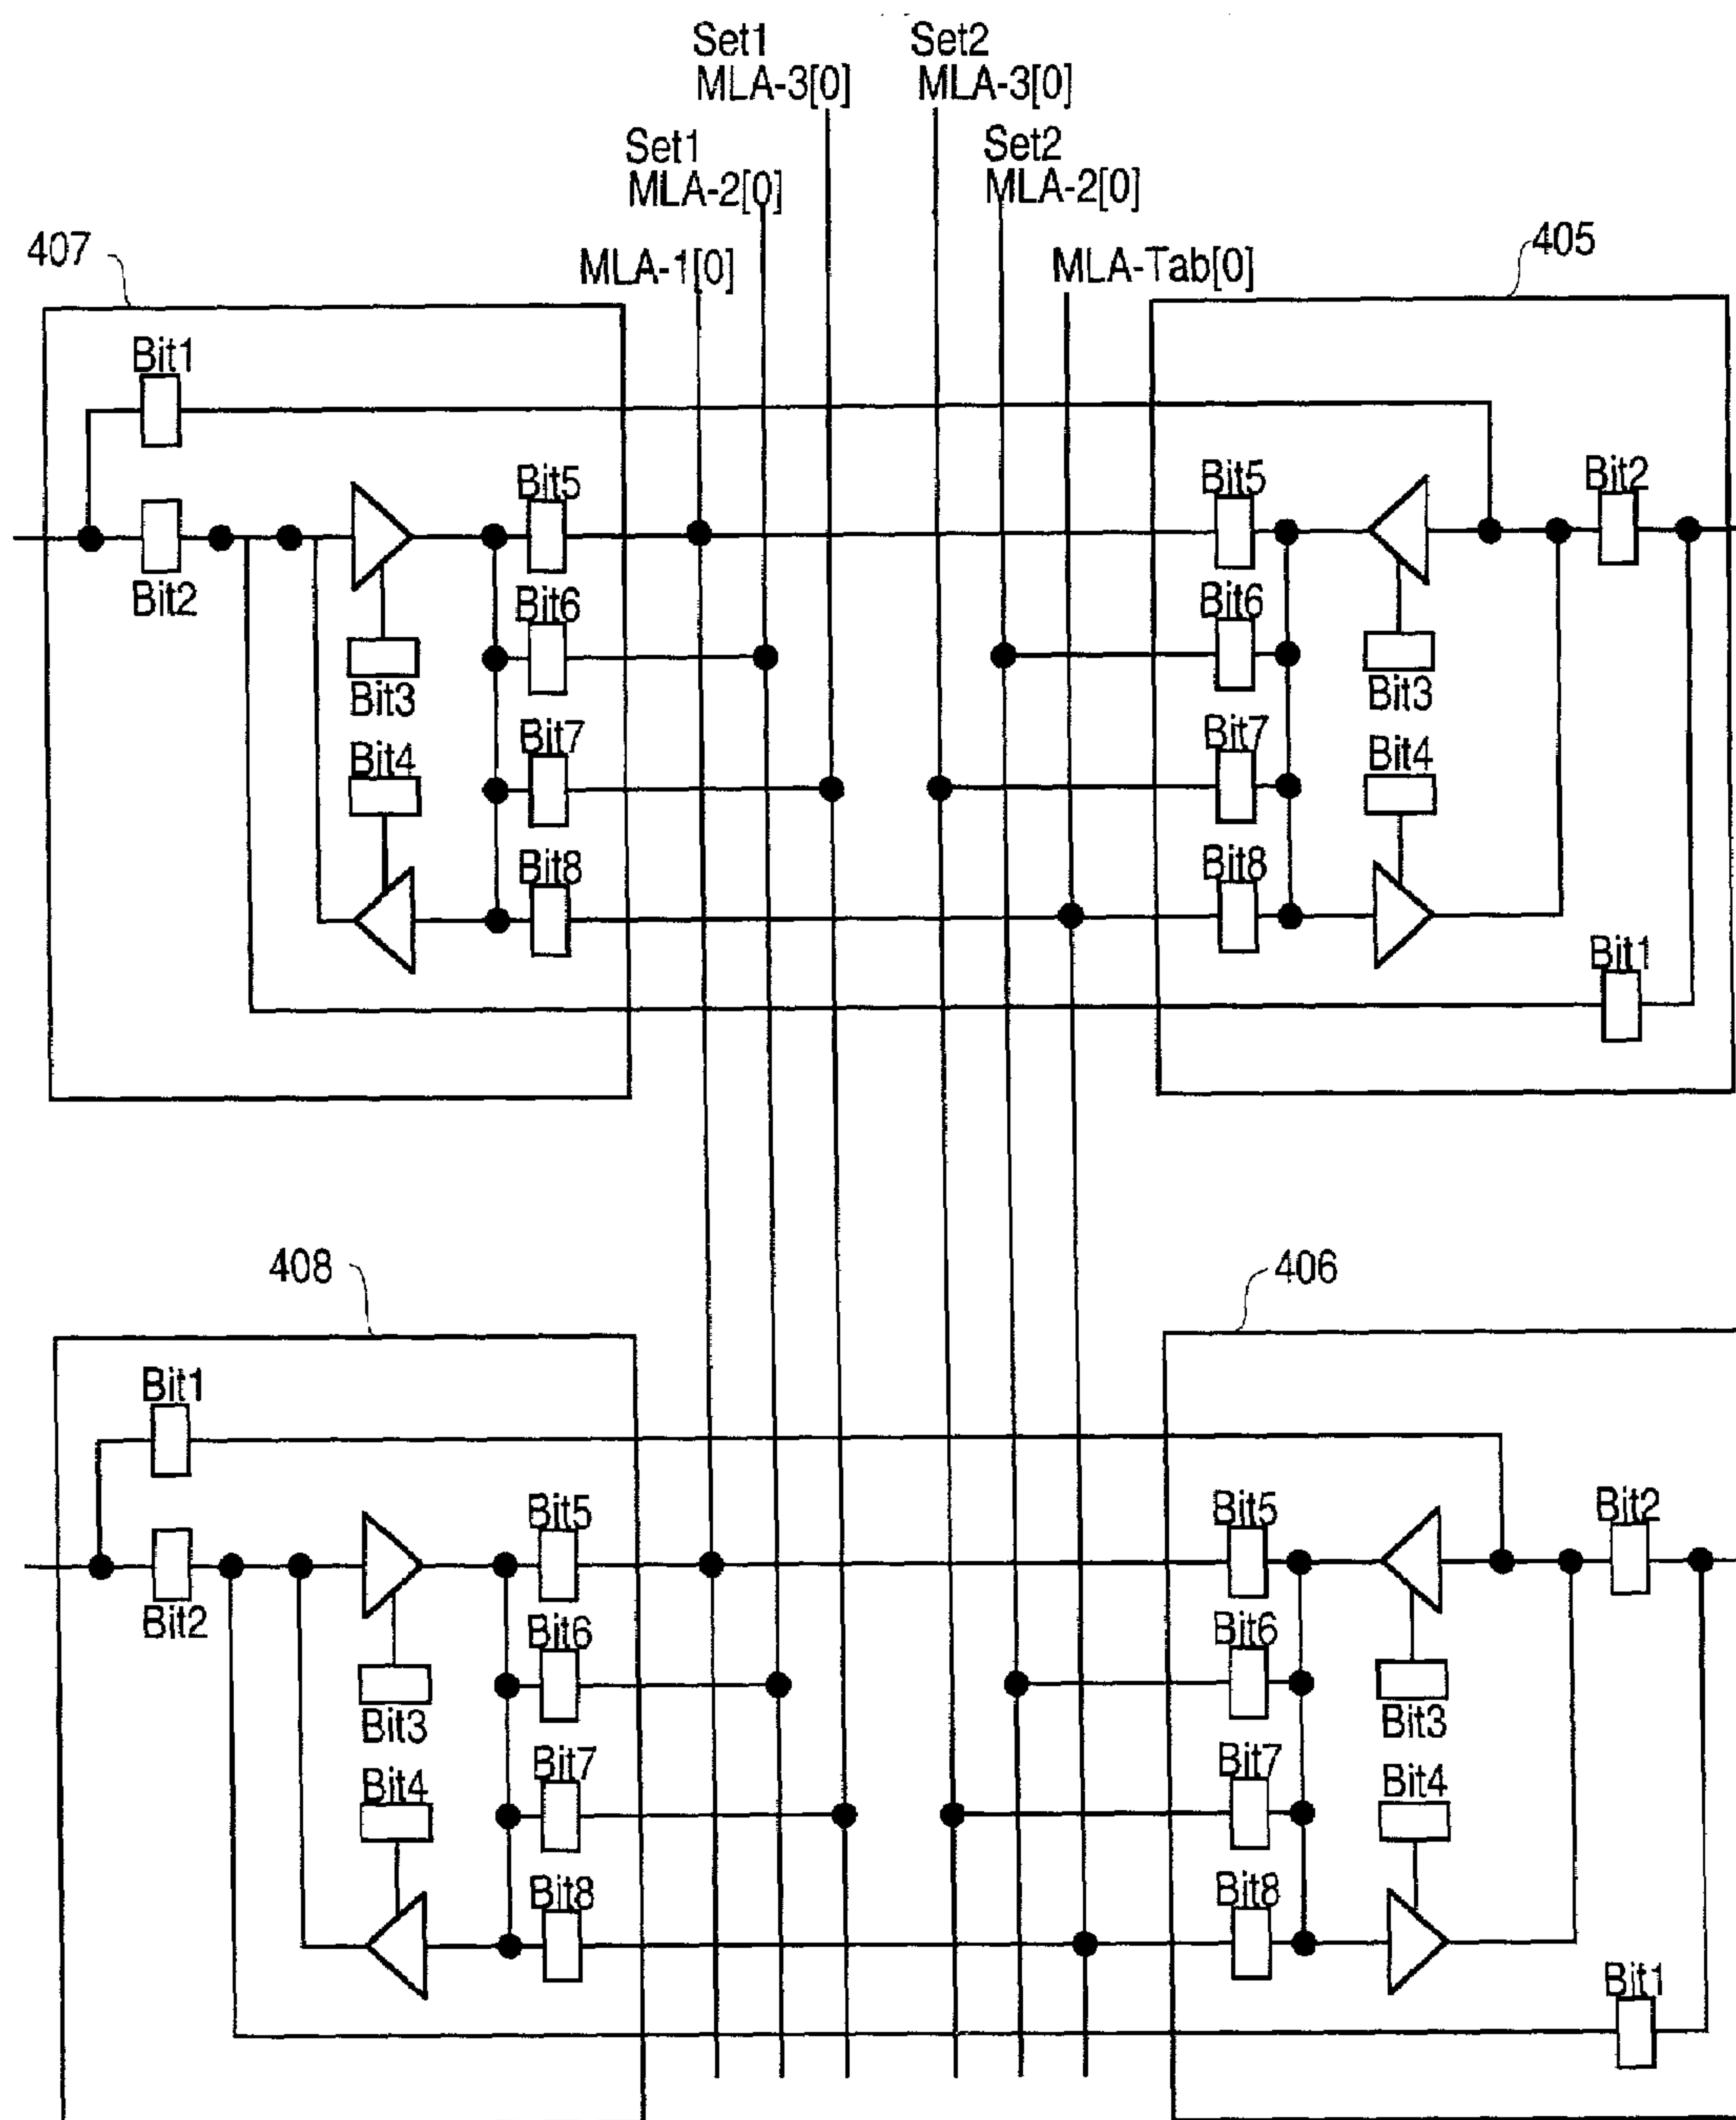 Set1
MLA-3[0]
Set2
MLA-3[0]
Set1
MLA-2[0]
Set2
MLA-2[0]
407
MLA-1[0]
MLA-Tab[0]
405
Bit1
Bit2
Bit5
Bit6
Bit3
Bit4
Bit7
Bit8
Bit5
Bit2
Bit6
Bit3
Bit7
Bit4
Bit8
Bit1
408
406
Bit1
Bit2
Bit5
Bit6
Bit3
Bit4
Bit7
Bit8
Bit5
Bit2
Bit6
Bit3
Bit7
Bit4
Bit8
Bit1